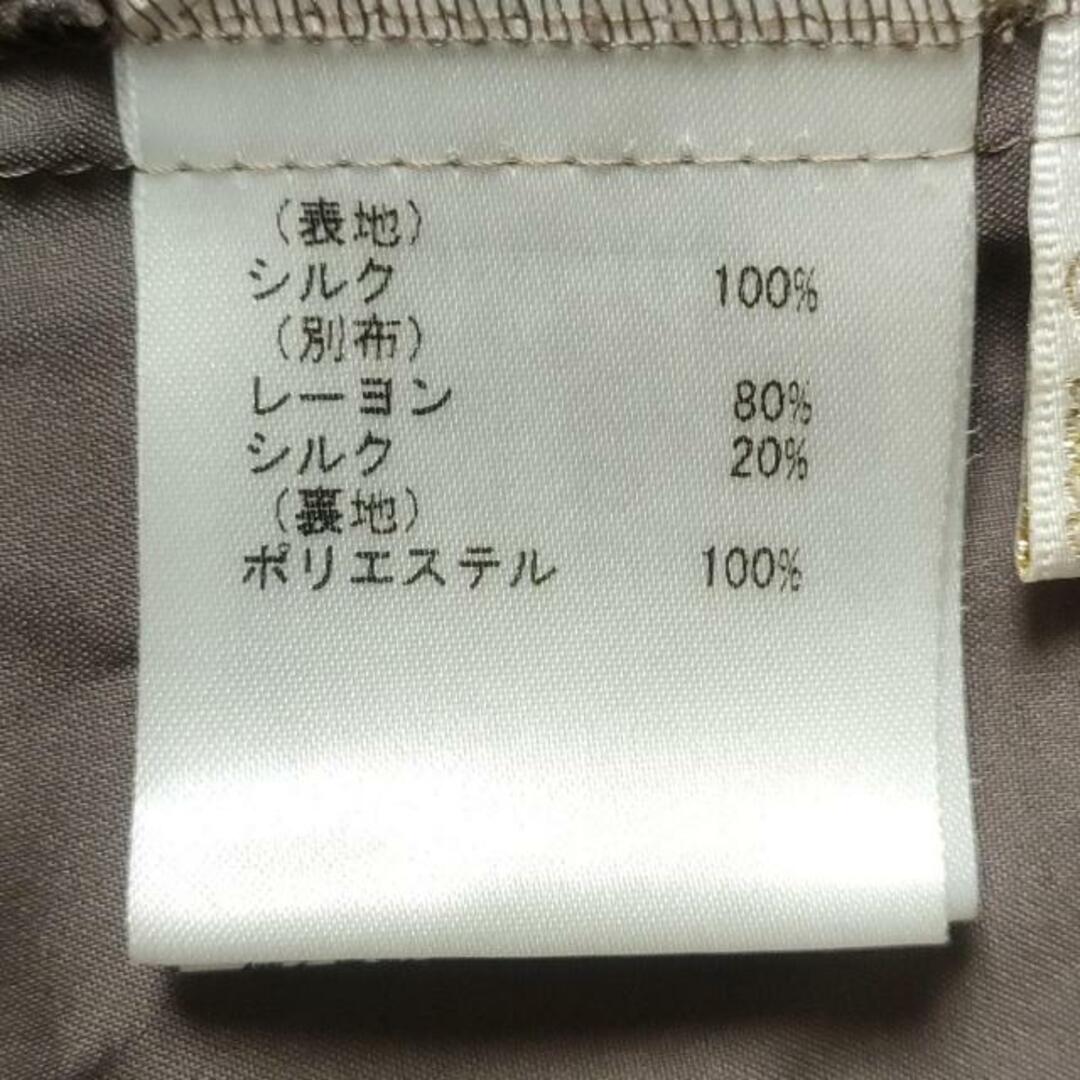 （表地）
シルク 100%
（別布）
レーヨン 80%
シルク 20%
（裏地）
ポリエステル 100%